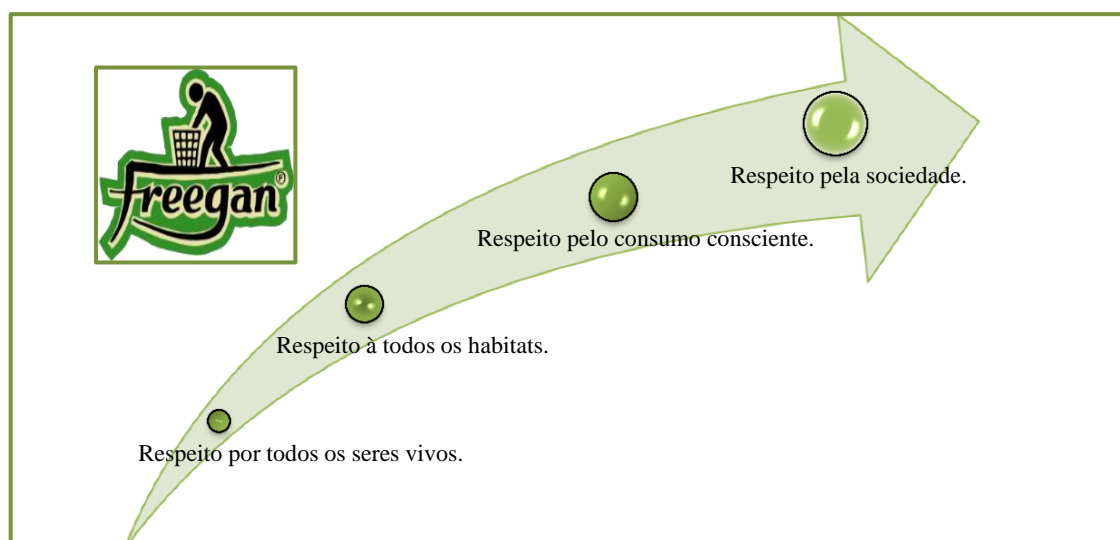 freegan®
Respeito pela sociedade.
Respeito pelo consumo consciente.
Respeito à todos os habitats.
Respeito por todos os seres vivos.